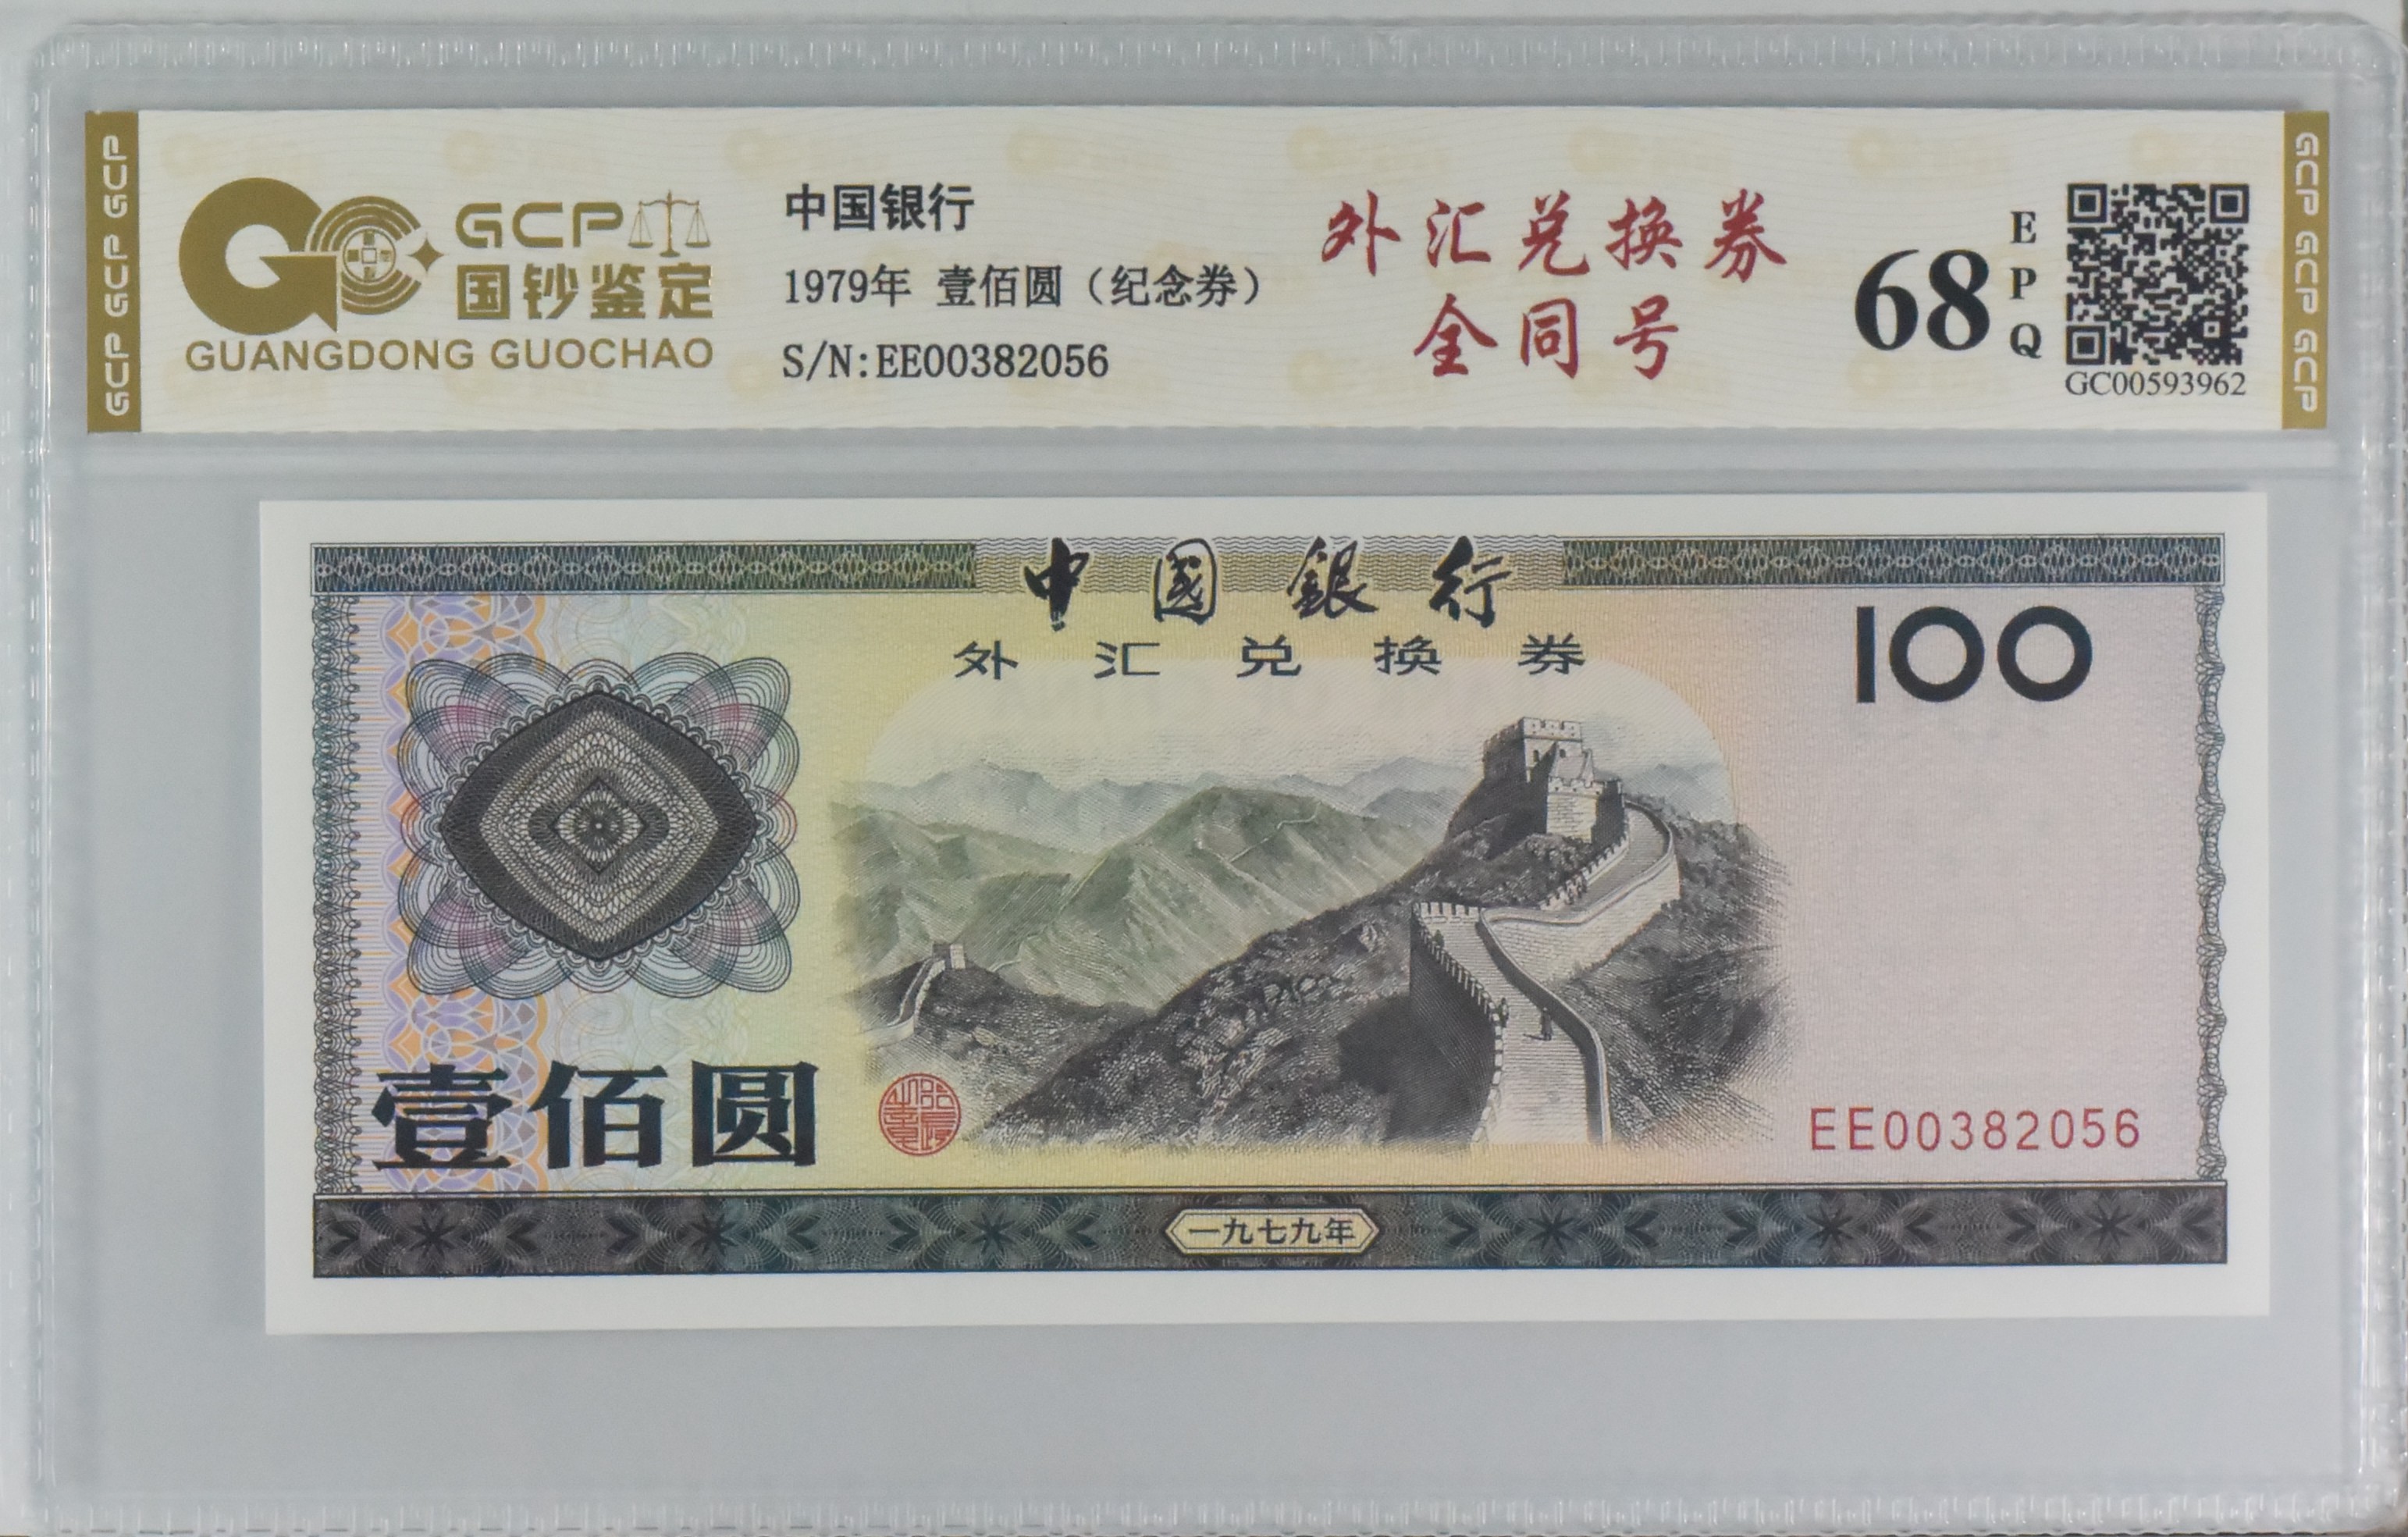 GCP GCP GCP
GCP
国钞鉴定
GUANGDONG GUOCHAO
中国银行
1979年 壹佰圆（纪念券）
S/N:EE00382056
外汇兑换券
全同号
68
EPQ
GC00593962
GCP GCP GCP
中國銀行
外汇兑换券
100
壹佰圆
EE00382056
一九七九年